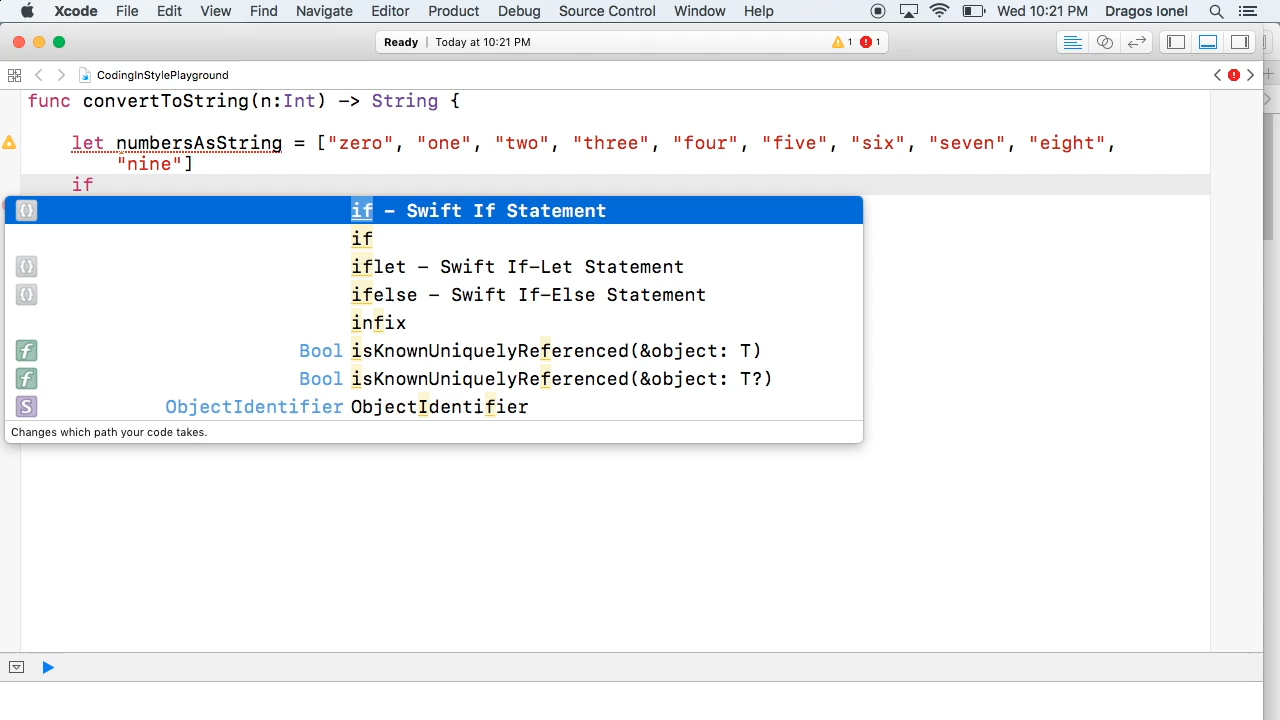 Xcode File Edit View Find Navigate Editor Product Debug Source Control Window Help Wed 10:21 PM Dragos Ionel
Ready | Today at 10:21 PM 1 1
CodingInStylePlayground
func convertToString(n:Int) -> String {
let numbersAsString = ["zero", "one", "two", "three", "four", "five", "six", "seven", "eight",
"nine"]
if
if - Swift If Statement
if
iflet - Swift If-Let Statement
ifelse - Swift If-Else Statement
infix
Bool isKnownUniquelyReferenced(&object: T)
Bool isKnownUniquelyReferenced(&object: T?)
ObjectIdentifier ObjectIdentifier
Changes which path your code takes.